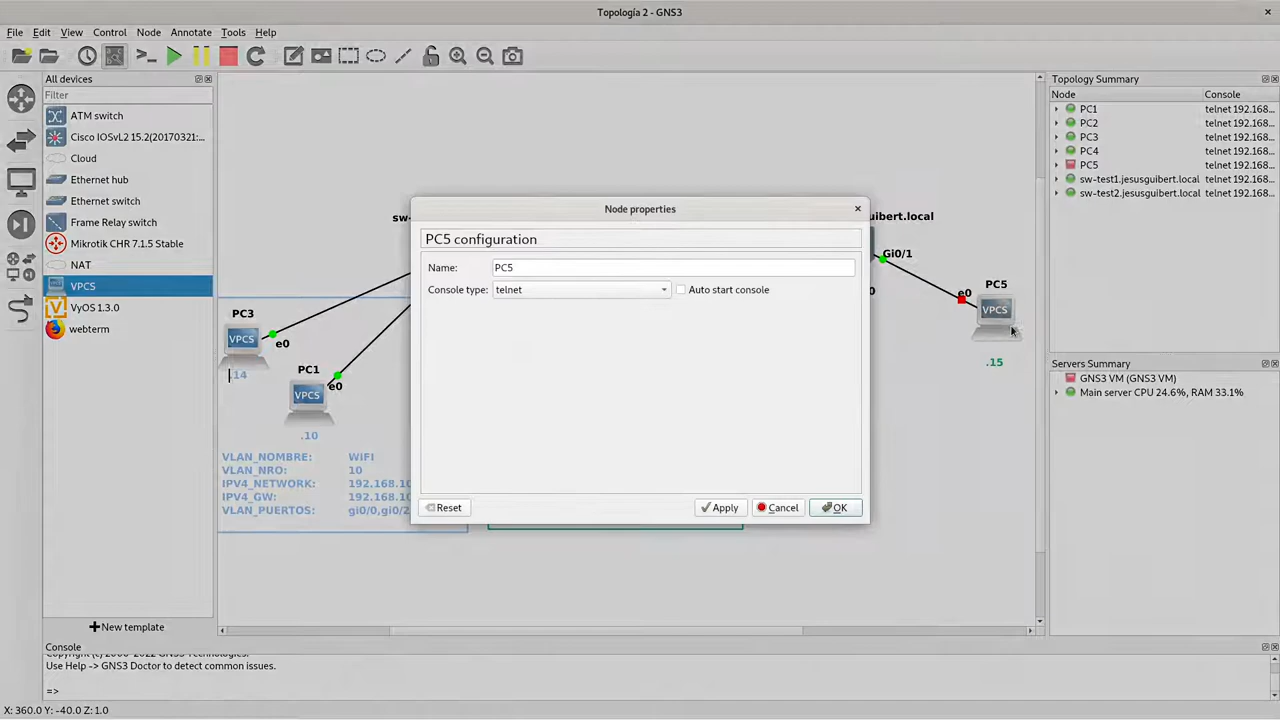 Topología 2 - GNS3
File Edit View Control Node Annotate Tools Help
All devices
Filter
ATM switch
Cisco IOSvL2 15.2(20170321:...
Cloud
Ethernet hub
Ethernet switch
Frame Relay switch
Mikrotik CHR 7.1.5 Stable
NAT
VPCS
VyOS 1.3.0
webterm
New template
sw-
guibert.local
Gi0/1
0
e0
PC5
VPCS
.15
PC3
VPCS
e0
.14
PC1
VPCS
e0
.10
VLAN_NOMBRE: WIFI
VLAN_NRO: 10
IPV4_NETWORK: 192.168.10
IPV4_GW: 192.168.10
VLAN_PUERTOS: gi0/0,gi0/2
Node properties
PC5 configuration
Name: PC5
Console type: telnet Auto start console
Reset Apply Cancel OK
Topology Summary
Node Console
PC1 telnet 192.168...
PC2 telnet 192.168...
PC3 telnet 192.168...
PC4 telnet 192.168...
PC5 telnet 192.168...
sw-test1.jesusguibert.local telnet 192.168...
sw-test2.jesusguibert.local telnet 192.168...
Servers Summary
GNS3 VM (GNS3 VM)
Main server CPU 24.6%, RAM 33.1%
Console
Copyright (c) 2006-2022 GNS3 Technologies.
Use Help -> GNS3 Doctor to detect common issues.
=>
X: 360.0 Y: -40.0 Z: 1.0